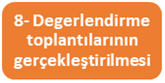 8- Degerlendirme
toplantılarının
gerçekleştirilmesi